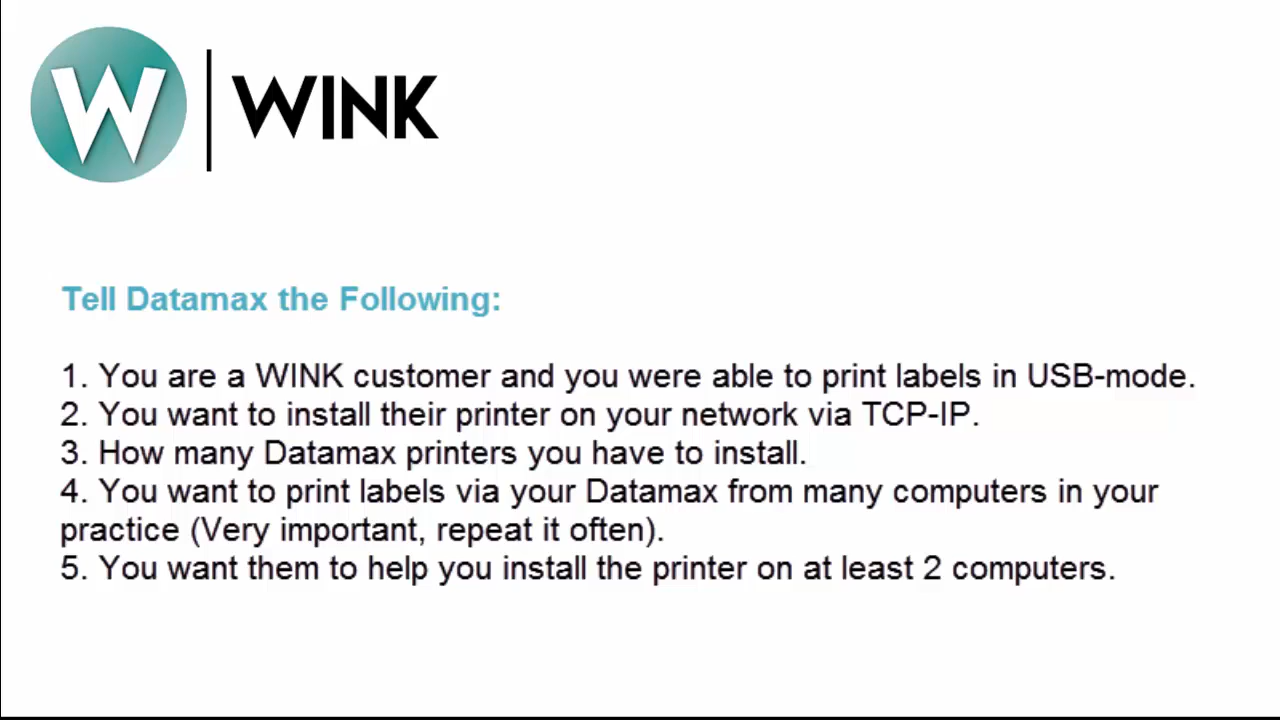 W
WINK
Tell Datamax the Following:
1. You are a WINK customer and you were able to print labels in USB-mode.
2. You want to install their printer on your network via TCP-IP.
3. How many Datamax printers you have to install.
4. You want to print labels via your Datamax from many computers in your
practice (Very important, repeat it often).
5. You want them to help you install the printer on at least 2 computers.